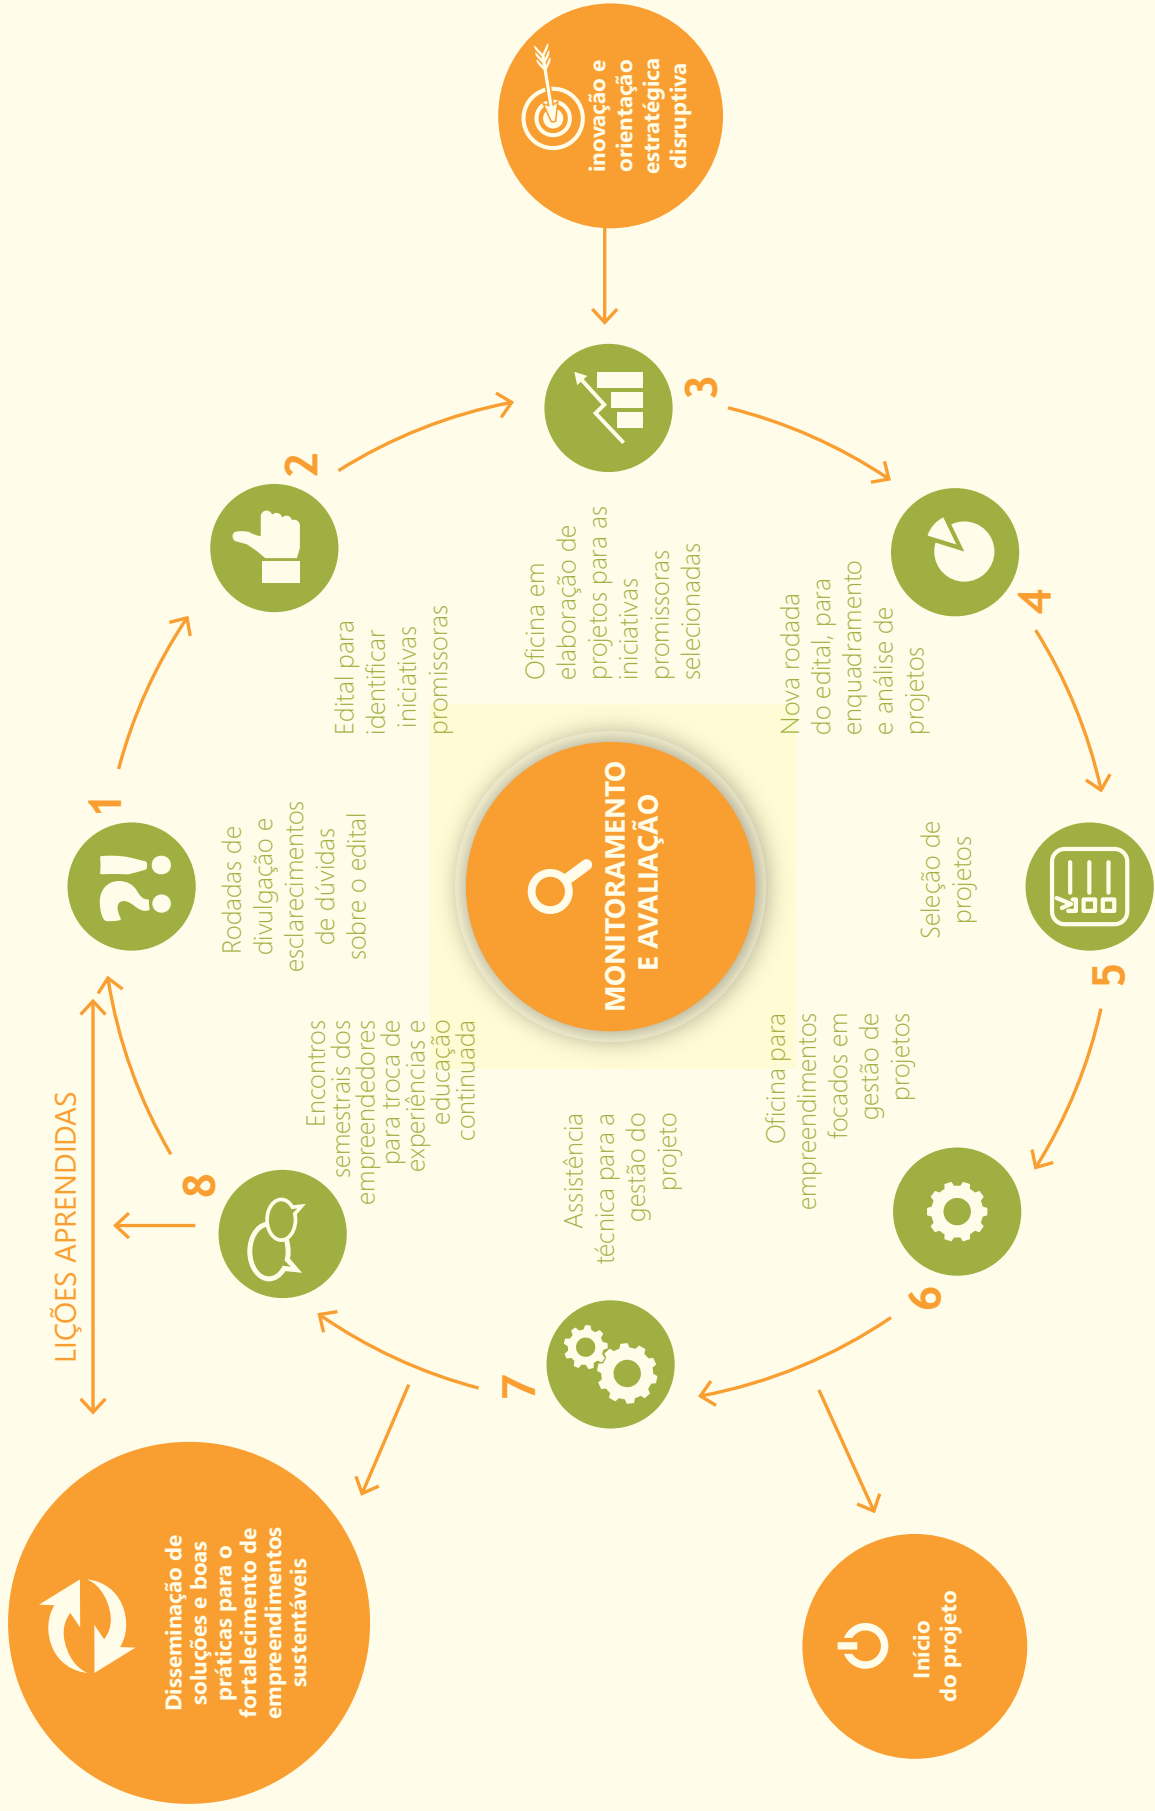 LIÇÕES APRENDIDAS
1
Rodadas de
divulgação e
esclarecimentos
de dúvidas
sobre o edital
2
Edital para
identificar
iniciativas
promissoras
inovação e
orientação
estratégica
disruptiva
3
Oficina em
elaboração de
projetos para as
iniciativas
promissoras
selecionadas
4
Nova rodada
do edital, para
enquadramento
e análise de
projetos
5
Seleção de
projetos
6
Oficina para
empreendimentos
focados em
gestão de
projetos
Início
do projeto
7
Assistência
técnica para a
gestão do
projeto
8
Encontros
semestrais dos
empreendedores
para troca de
experiências e
educação
continuada
Disseminação de
soluções e boas
práticas para o
fortalecimento de
empreendimentos
sustentáveis
MONITORAMENTO
E AVALIAÇÃO